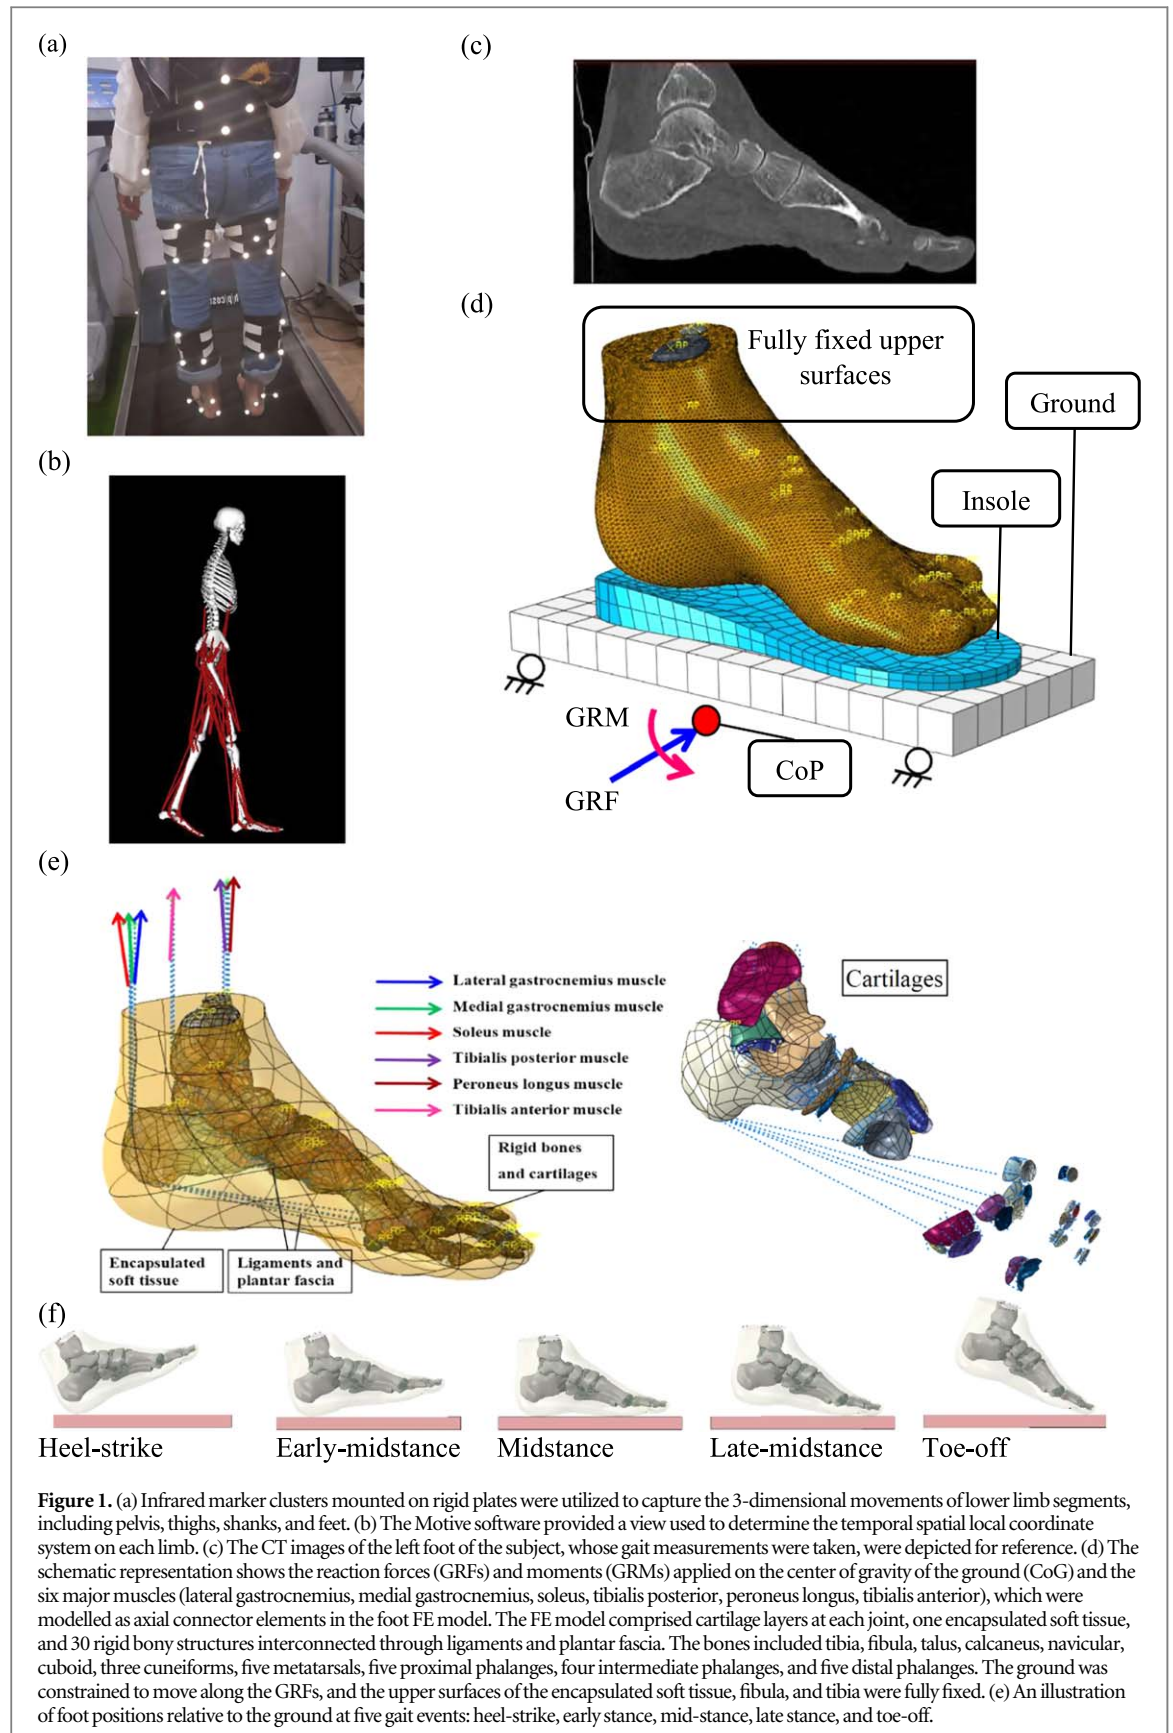 (a)
(c)
(d)
Fully fixed upper
surfaces
Ground
(b)
Insole
GRM
CoP
GRF
(e)
Lateral gastrocnemius muscle
Medial gastrocnemius muscle
Soleus muscle
Tibialis posterior muscle
Peroneus longus muscle
Tibialis anterior muscle
Cartilages
Rigid bones
and cartilages
Encapsulated
soft tissue
Ligaments and
plantar fascia
(f)
Heel-strike
Early-midstance
Midstance
Late-midstance
Toe-off
Figure 1. (a) Infrared marker clusters mounted on rigid plates were utilized to capture the 3-dimensional movements of lower limb segments,
including pelvis, thighs, shanks, and feet. (b) The Motive software provided a view used to determine the temporal spatial local coordinate
system on each limb. (c) The CT images of the left foot of the subject, whose gait measurements were taken, were depicted for reference. (d) The
schematic representation shows the reaction forces (GRFs) and moments (GRMs) applied on the center of gravity of the ground (CoG) and the
six major muscles (lateral gastrocnemius, medial gastrocnemius, soleus, tibialis posterior, peroneus longus, tibialis anterior), which were
modelled as axial connector elements in the foot FE model. The FE model comprised cartilage layers at each joint, one encapsulated soft tissue,
and 30 rigid bony structures interconnected through ligaments and plantar fascia. The bones included tibia, fibula, talus, calcaneus, navicular,
cuboid, three cuneiforms, five metatarsals, five proximal phalanges, four intermediate phalanges, and five distal phalanges. The ground was
constrained to move along the GRFs, and the upper surfaces of the encapsulated soft tissue, fibula, and tibia were fully fixed. (e) An illustration
of foot positions relative to the ground at five gait events: heel-strike, early stance, mid-stance, late stance, and toe-off.